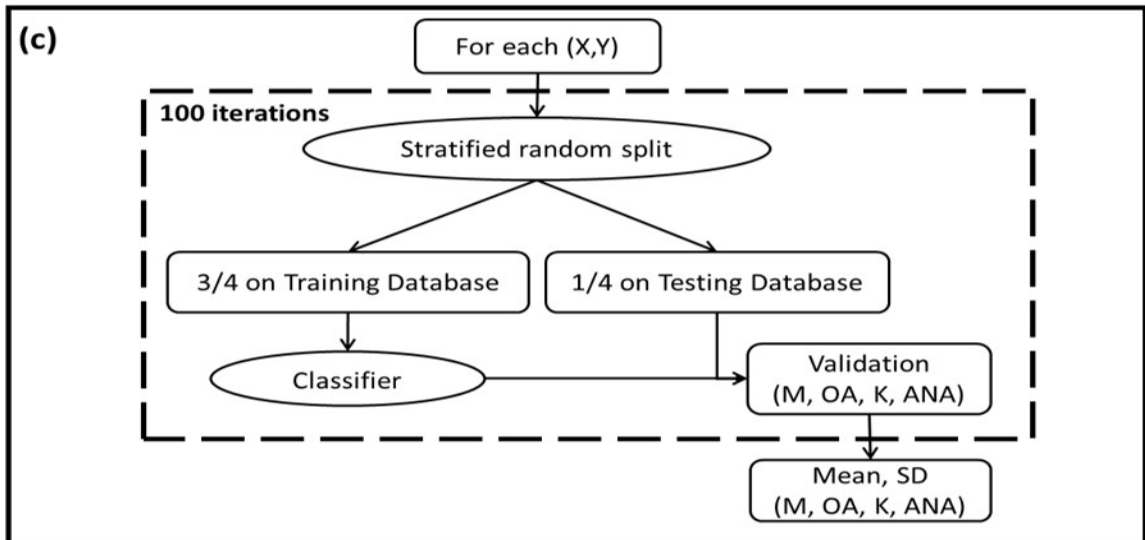 (c)
For each (X,Y)
100 iterations
Stratified random split
3/4 on Training Database
1/4 on Testing Database
Classifier
Validation
(M, OA, K, ANA)
Mean, SD
(M, OA, K, ANA)